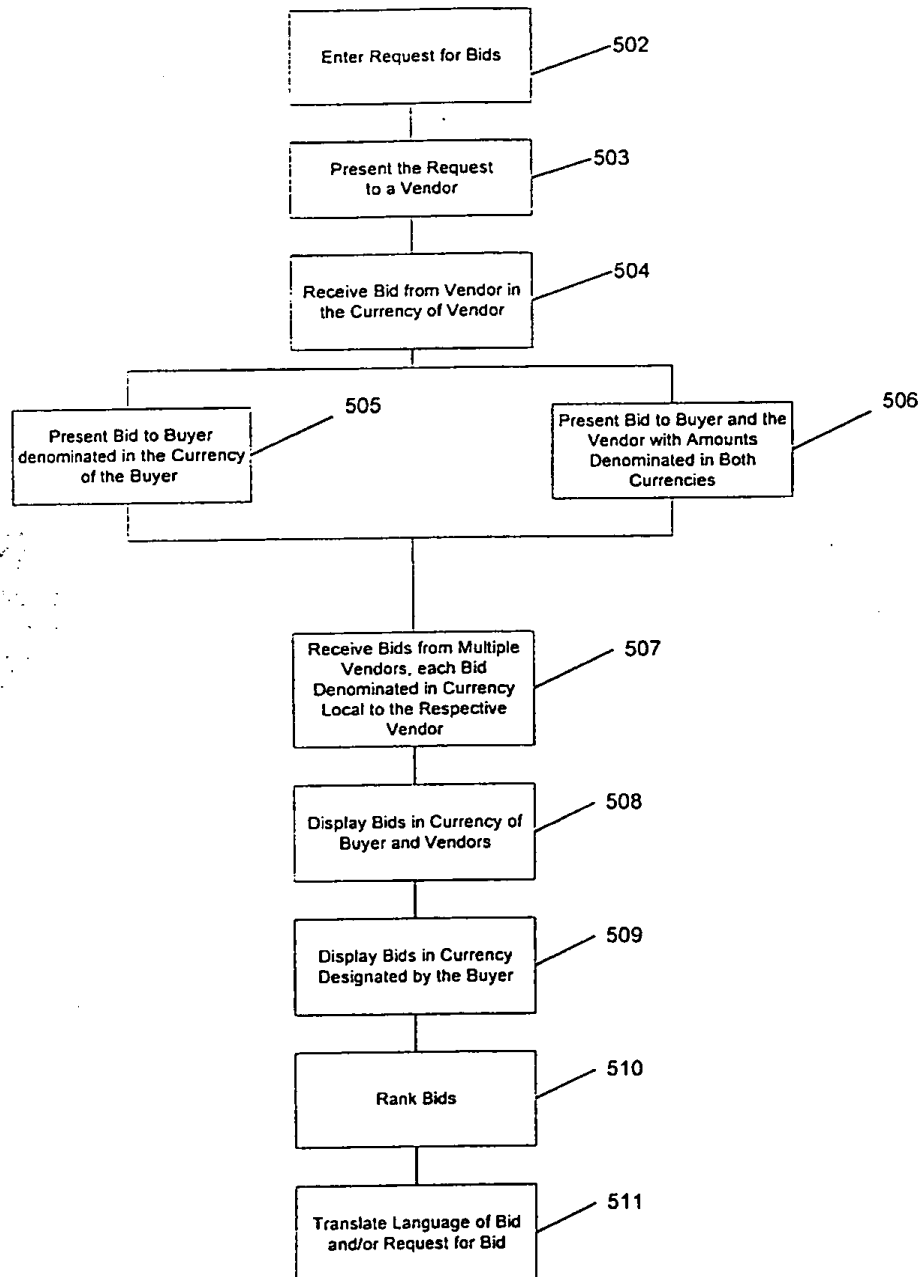 Enter Request for Bids
502
Present the Request
to a Vendor
503
Receive Bid from Vendor in
the Currency of Vendor
504
Present Bid to Buyer
denominated in the Currency
of the Buyer
505
Present Bid to Buyer and the
Vendor with Amounts
Denominated in Both
Currencies
506
Receive Bids from Multiple
Vendors, each Bid
Denominated in Currency
Local to the Respective
Vendor
507
Display Bids in Currency of
Buyer and Vendors
508
Display Bids in Currency
Designated by the Buyer
509
Rank Bids
510
Translate Language of Bid
and/or Request for Bid
511